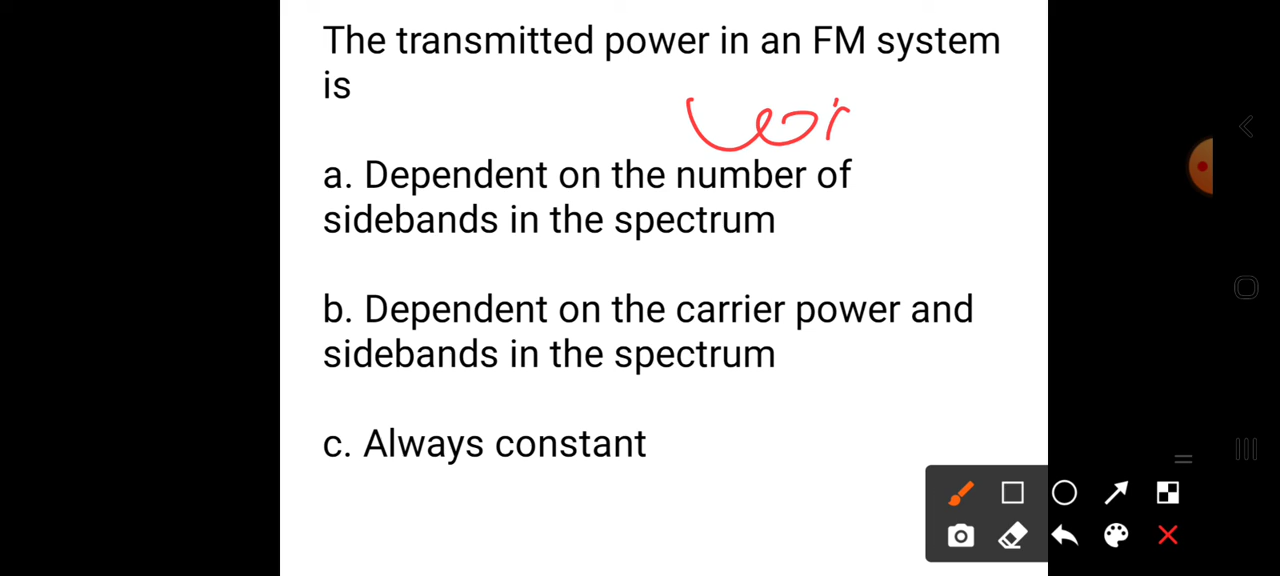 The transmitted power in an FM system
is
a. Dependent on the number of
sidebands in the spectrum
b. Dependent on the carrier power and
sidebands in the spectrum
c. Always constant